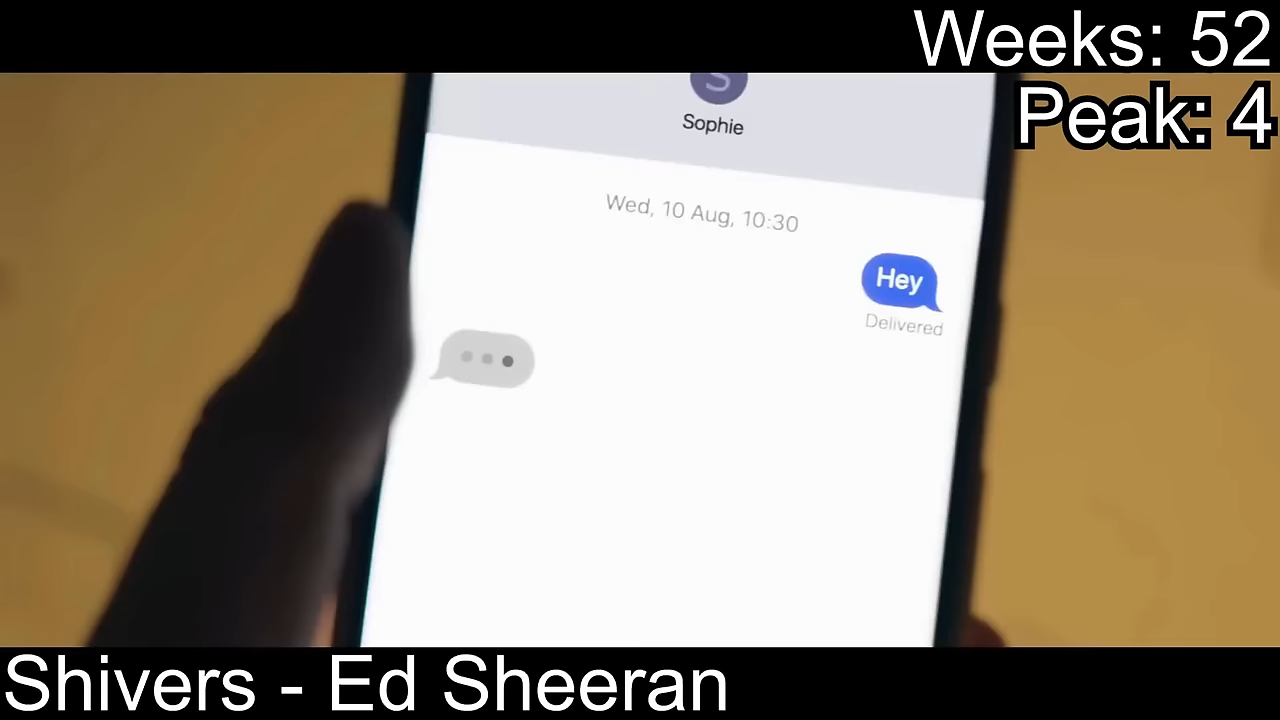 Weeks: 52
Peak: 4
S
Sophie
Wed, 10 Aug, 10:30
Hey
Delivered
Shivers - Ed Sheeran